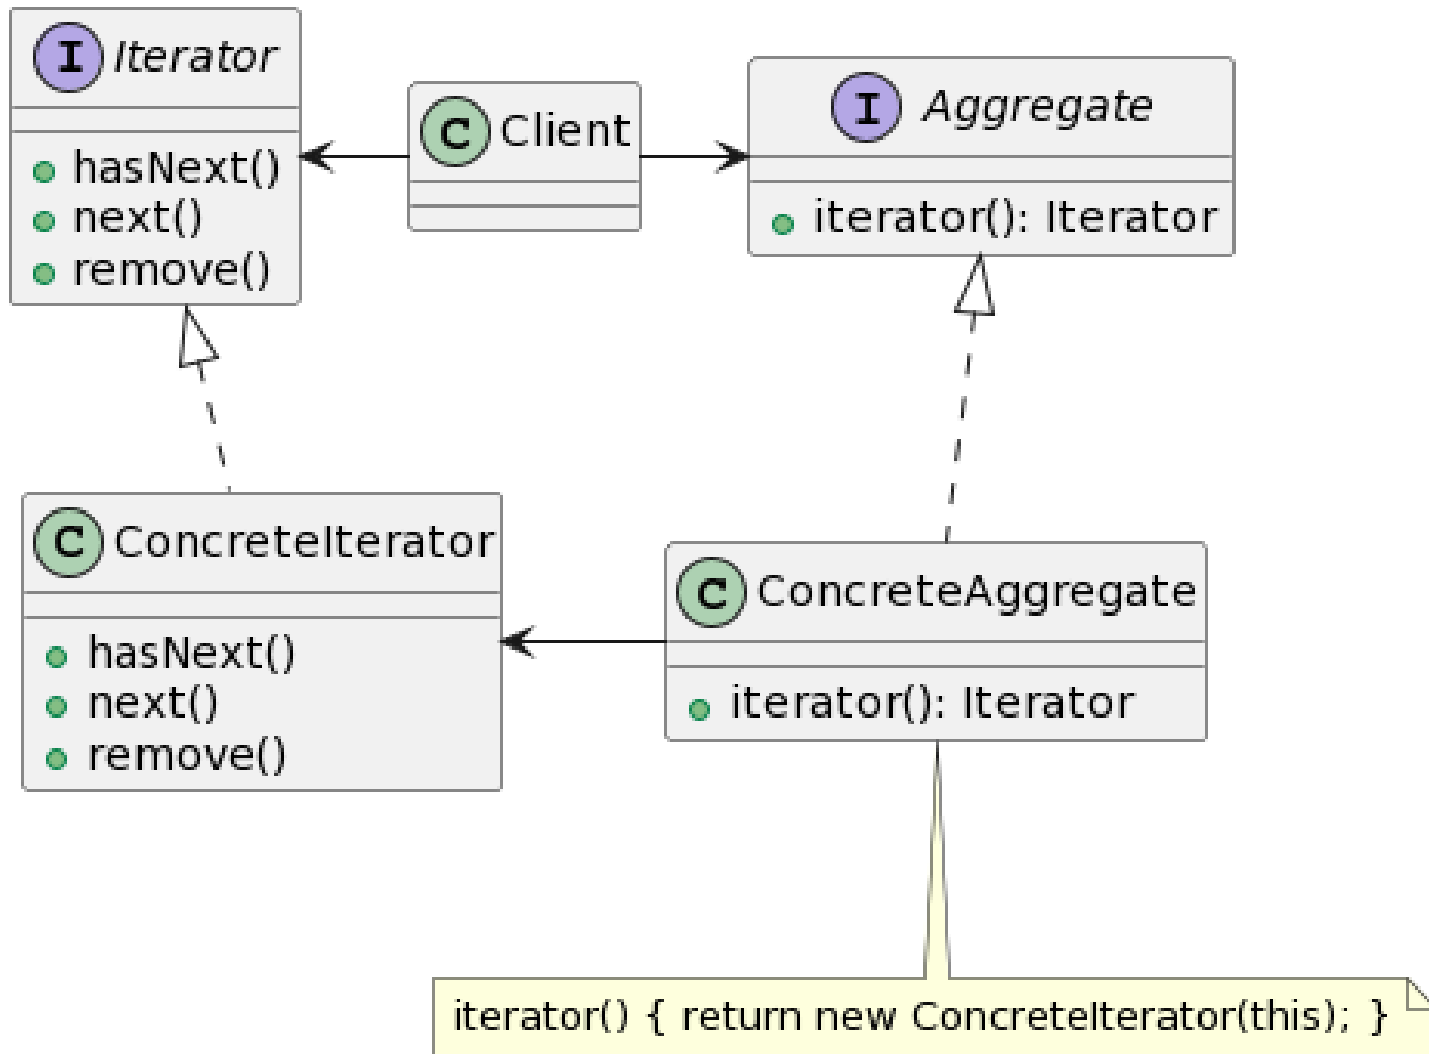 I Iterator
hasNext()
next()
remove()
C Client
I Aggregate
iterator(): Iterator
C ConcreteIterator
hasNext()
next()
remove()
C ConcreteAggregate
iterator(): Iterator
iterator() { return new ConcreteIterator(this); }